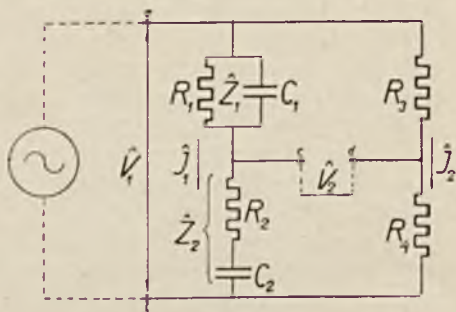 R₁ Ẑ₁ C₁ R₃
V̂₁ Ĵ₁ c d Ĵ₂
V̂₂
Ẑ₂ R₂ R₄
C₂